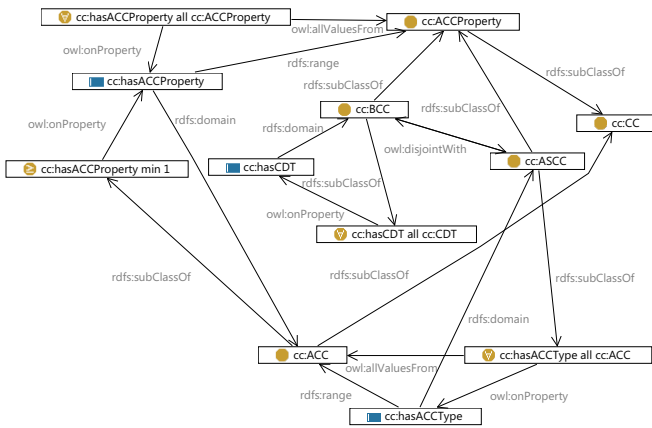 cc:hasACCProperty all cc:ACCProperty
cc:ACCProperty
owl:allValuesFrom
owl:onProperty
rdfs:range
rdfs:subClassOf
cc:hasACCProperty
rdfs:subClassOf
cc:BCC
rdfs:subClassOf
owl:onProperty
rdfs:domain
rdfs:domain
cc:CC
owl:disjointWith
cc:hasACCProperty min 1
cc:hasCDT
cc:ASCC
rdfs:subClassOf
owl:onProperty
cc:hasCDT all cc:CDT
rdfs:subClassOf
rdfs:subClassOf
rdfs:subClassOf
rdfs:domain
cc:ACC
cc:hasACCType all cc:ACC
owl:allValuesFrom
rdfs:range
owl:onProperty
cc:hasACCType